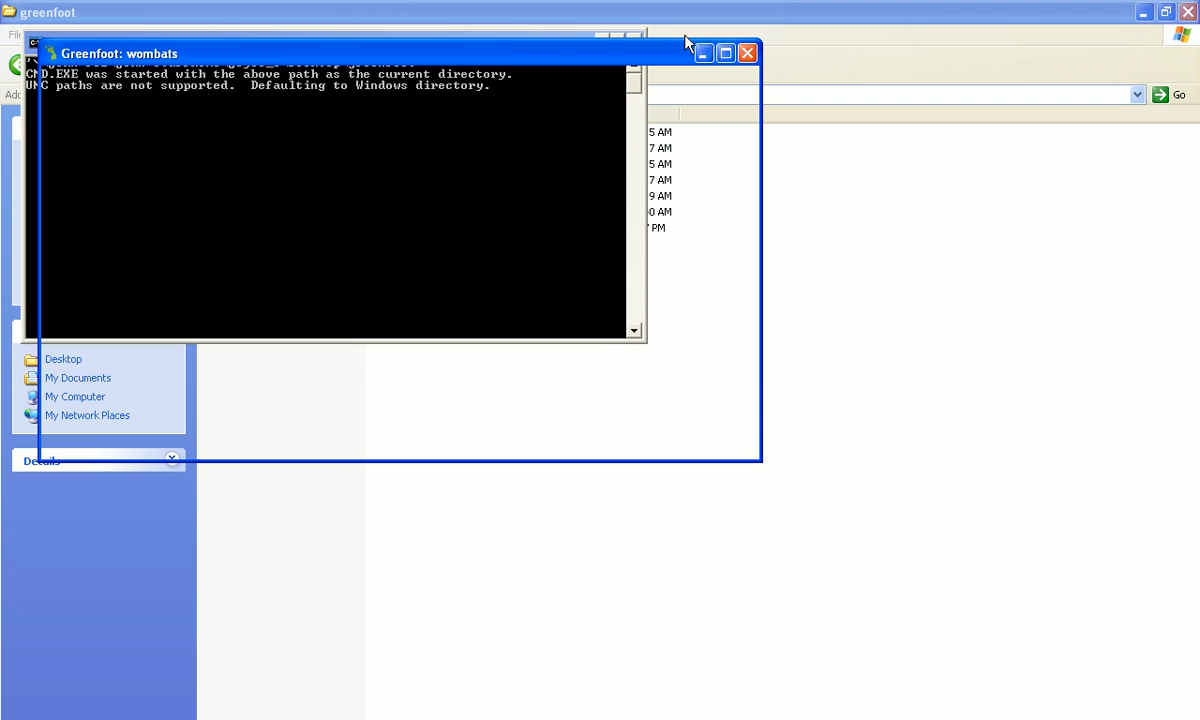 greenfoot
Fil
Greenfoot: wombats
CMD.EXE was started with the above path as the current directory.
UNC paths are not supported.  Defaulting to Windows directory.
Add
Go
5 AM
7 AM
5 AM
7 AM
9 AM
0 AM
PM
Desktop
My Documents
My Computer
My Network Places
Details